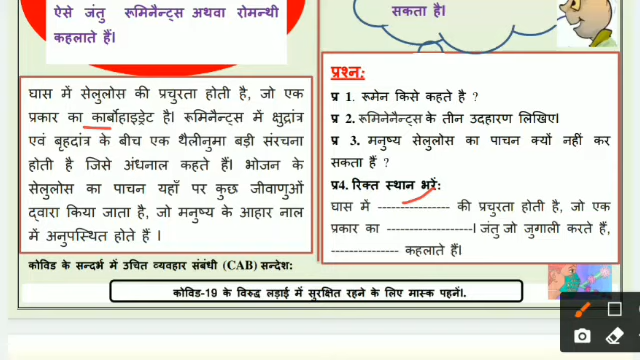 ऐसे जंतु रूमिनैन्ट्स अथवा रोमन्थी
कहलाते हैं।
सकता है।
घास में सेलुलोस की प्रचुरता होती है, जो एक
प्रकार का कार्बोहाइड्रेट है। रूमिनैन्ट्स में क्षुद्रांत्र
एवं बृहदांत्र के बीच एक थैलीनुमा बड़ी संरचना
होती है जिसे अंधनाल कहते हैं। भोजन के
सेलुलोस का पाचन यहाँ पर कुछ जीवाणुओं
द्वारा किया जाता है, जो मनुष्य के आहार नाल
में अनुपस्थित होते हैं ।
प्रश्न:
प्र 1. रूमेन किसे कहते है ?
प्र 2. रूमिनेनैन्ट्स के तीन उदहारण लिखिए।
प्र 3. मनुष्य सेलुलोस का पाचन क्यों नहीं कर
सकता हैं ?
प्र4. रिक्त स्थान भरें:
घास में ---------------- की प्रचुरता होती है, जो एक
प्रकार का -------------------। जंतु जो जुगाली करते हैं,
--------------- कहलाते हैं।
कोविड के सन्दर्भ में उचित व्यवहार संबंधी (CAB) सन्देश:
कोविड-19 के विरुद्ध लड़ाई में सुरक्षित रहने के लिए मास्क पहनें।.